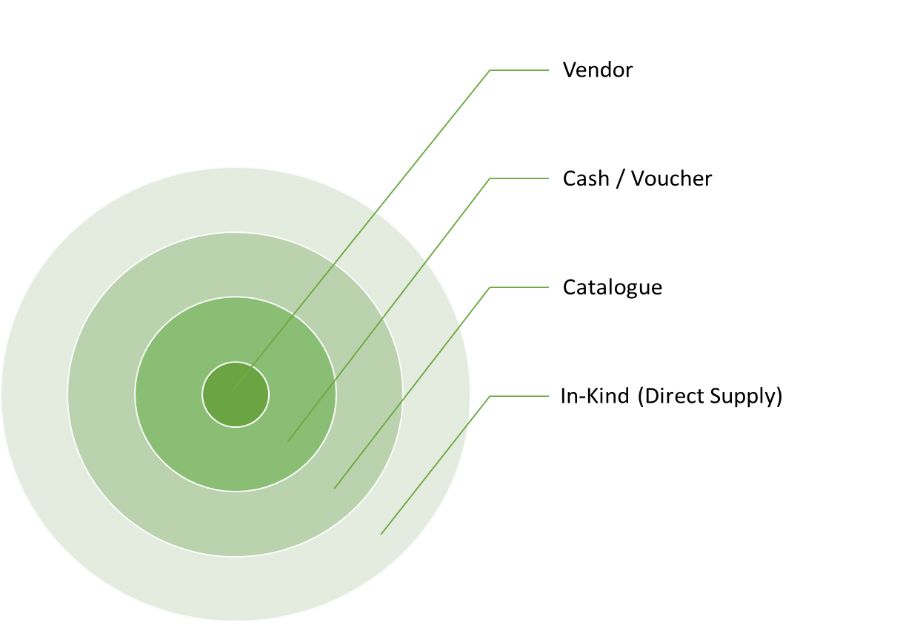 Vendor
Cash / Voucher
Catalogue
In-Kind (Direct Supply)